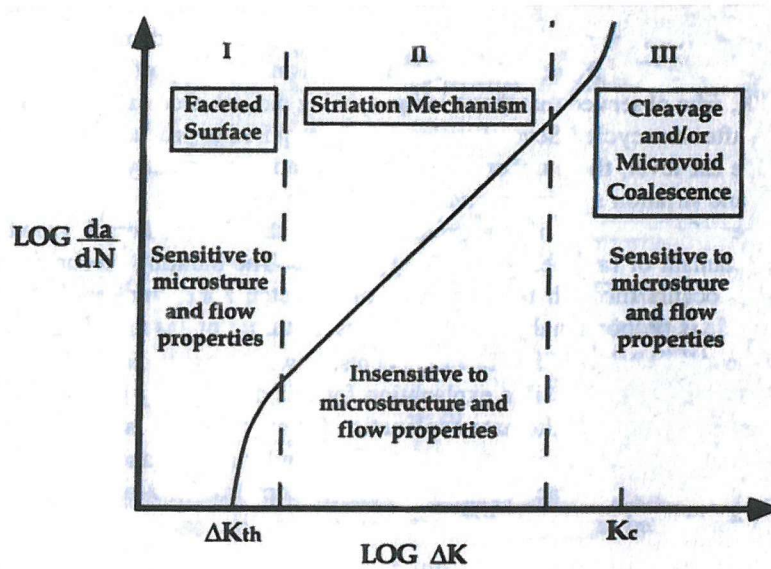 I
II
III
Faceted
Surface
Striation Mechanism
Cleavage
and/or
Microvoid
Coalescence
LOG da/dN
Sensitive to
microstrure
and flow
properties
Insensitive to
microstructure and
flow properties
Sensitive to
microstrure
and flow
properties
ΔKth
Kc
LOG ΔK